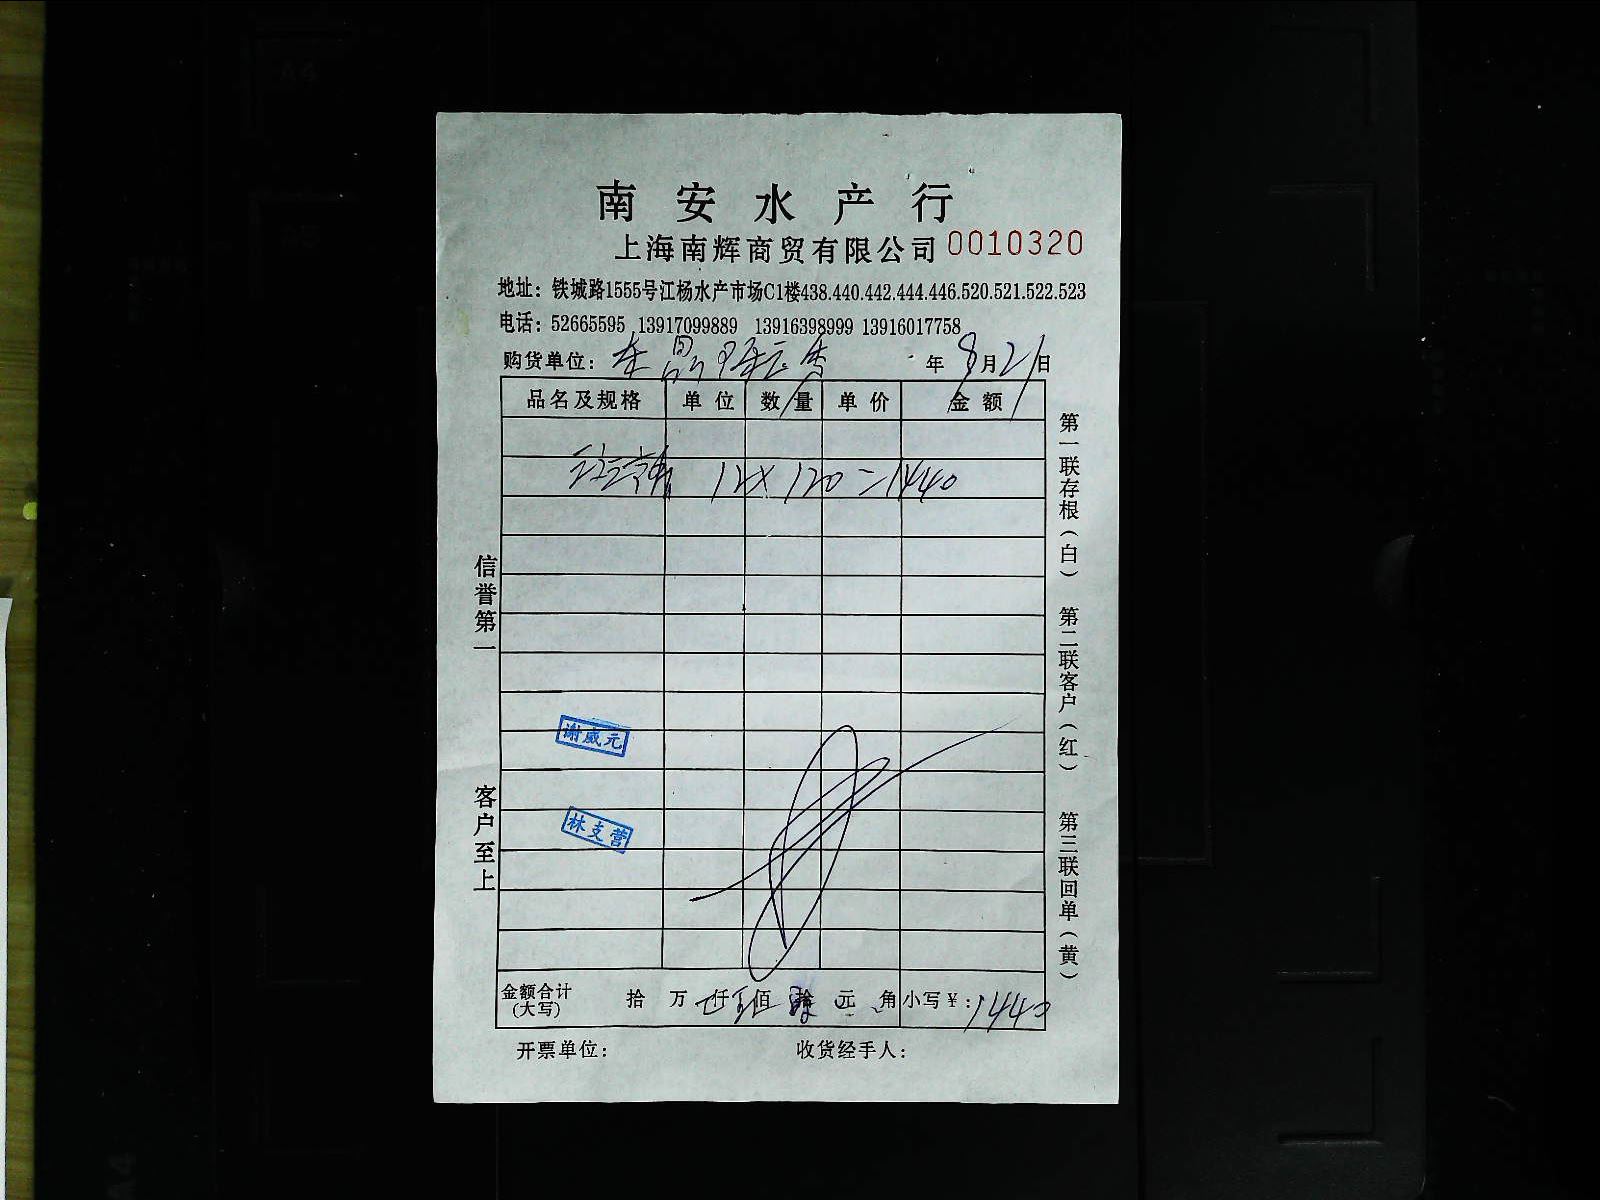 南安水产行
上海南辉商贸有限公司 0010320
地址：铁城路1555号江杨水产市场C1楼438.440.442.444.446.520.521.522.523
电话：52665595 13917099889 13916398999 13916017758
购货单位： 年 8月21日
品名及规格 单位 数量 单价 金额
12×120=1440
谢威元
林支营
金额合计(大写) 拾 万 仟 佰 拾 元 角 小写¥：1440
开票单位： 收货经手人：
信誉第一
客户至上
第一联存根(白)
第二联客户(红)
第三联回单(黄)
A4